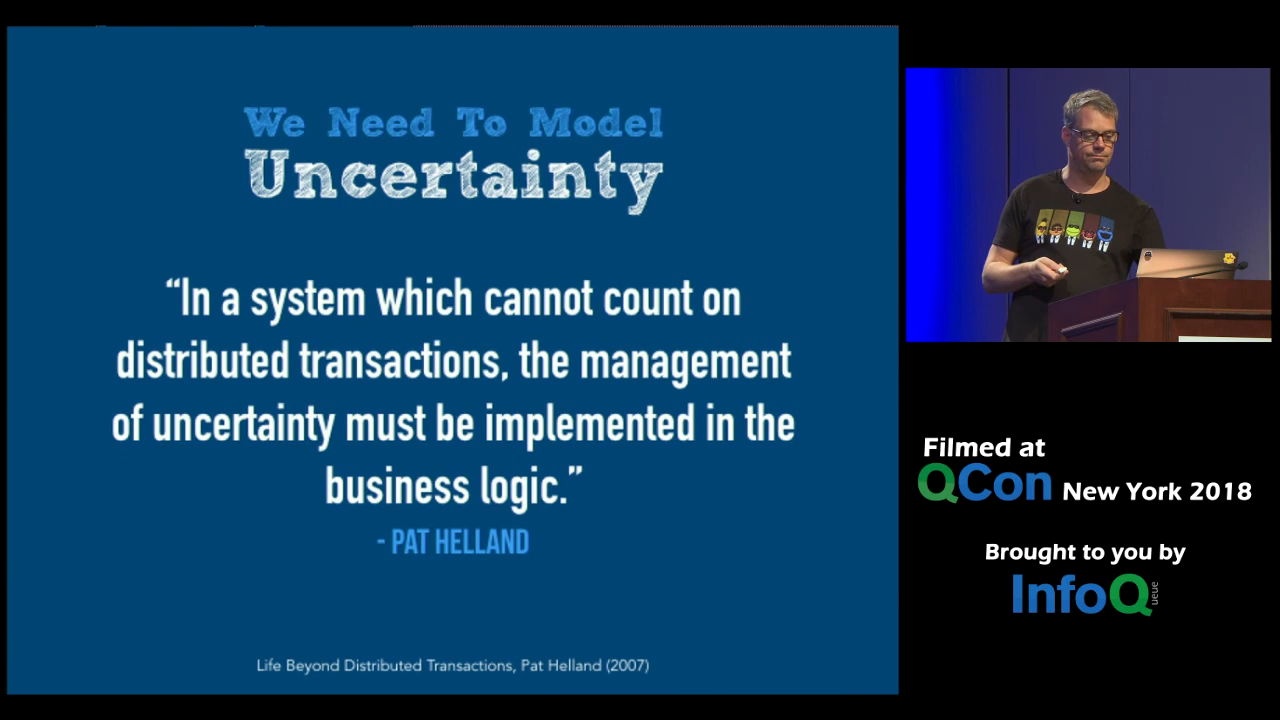 We Need To Model
Uncertainty
“In a system which cannot count on
distributed transactions, the management
of uncertainty must be implemented in the
business logic.”
- PAT HELLAND
Life Beyond Distributed Transactions, Pat Helland (2007)
Filmed at
QCon New York 2018
Brought to you by
InfoQ
ueue